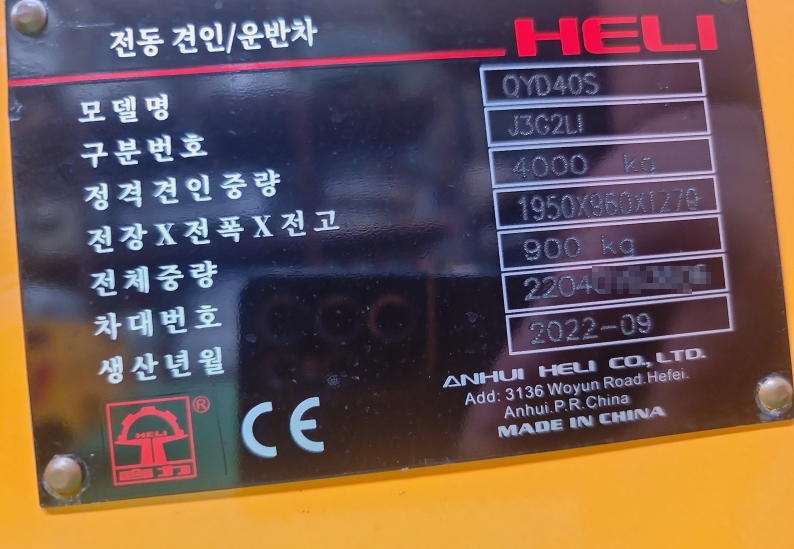 전동 견인/운반차 HELI
모델명 QYD40S
구분번호 J3G2LI
정격견인중량 4000 kg
전장X전폭X전고 1950X960X1270
전체중량 900 kg
차대번호
생산년월 2022-09
ANHUI HELI CO., LTD.
Add: 3136 Woyun Road.Hefei.
Anhui.P.R.China
MADE IN CHINA
HELI
合力
® CE